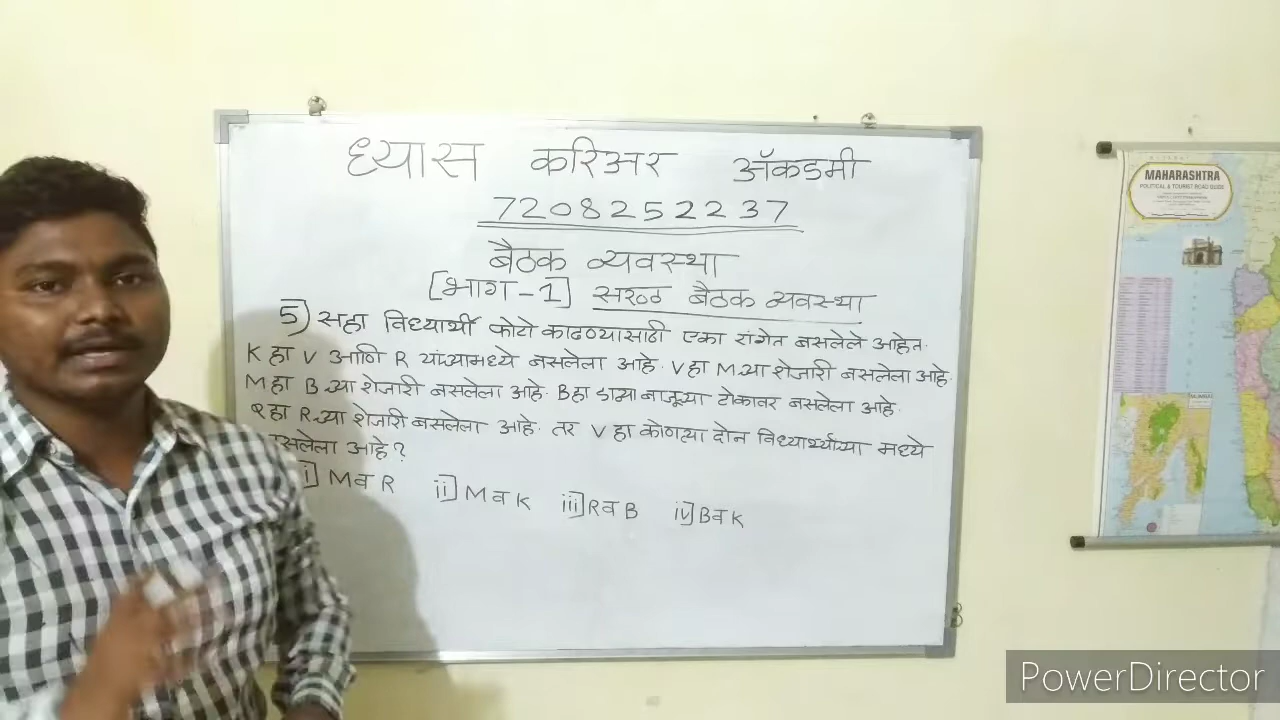 ध्यास करिअर ॲकडमी
7208252237
बैठक व्यवस्था
[भाग-1] सरळ बैठक व्यवस्था
5) सहा विध्यार्थी फोटो काढण्यासाठी एका रांगेत बसलेले आहेत.
K हा V आणि R यांच्यामध्ये बसलेला आहे. V हा M च्या शेजारी बसलेला आहे.
M हा B च्या शेजारी बसलेला आहे. B हा डाव्या बाजूच्या टोकावर बसलेला आहे.
हा R च्या शेजारी बसलेला आहे. तर V हा कोणत्या दोन विध्यार्थ्यांच्या मध्ये
आहे?
i] M व R ii] M व K iii] R व B iv] B व K
MAHARASHTRA
POLITICAL & TOURIST ROAD GUIDE
MUMBAI
PowerDirector